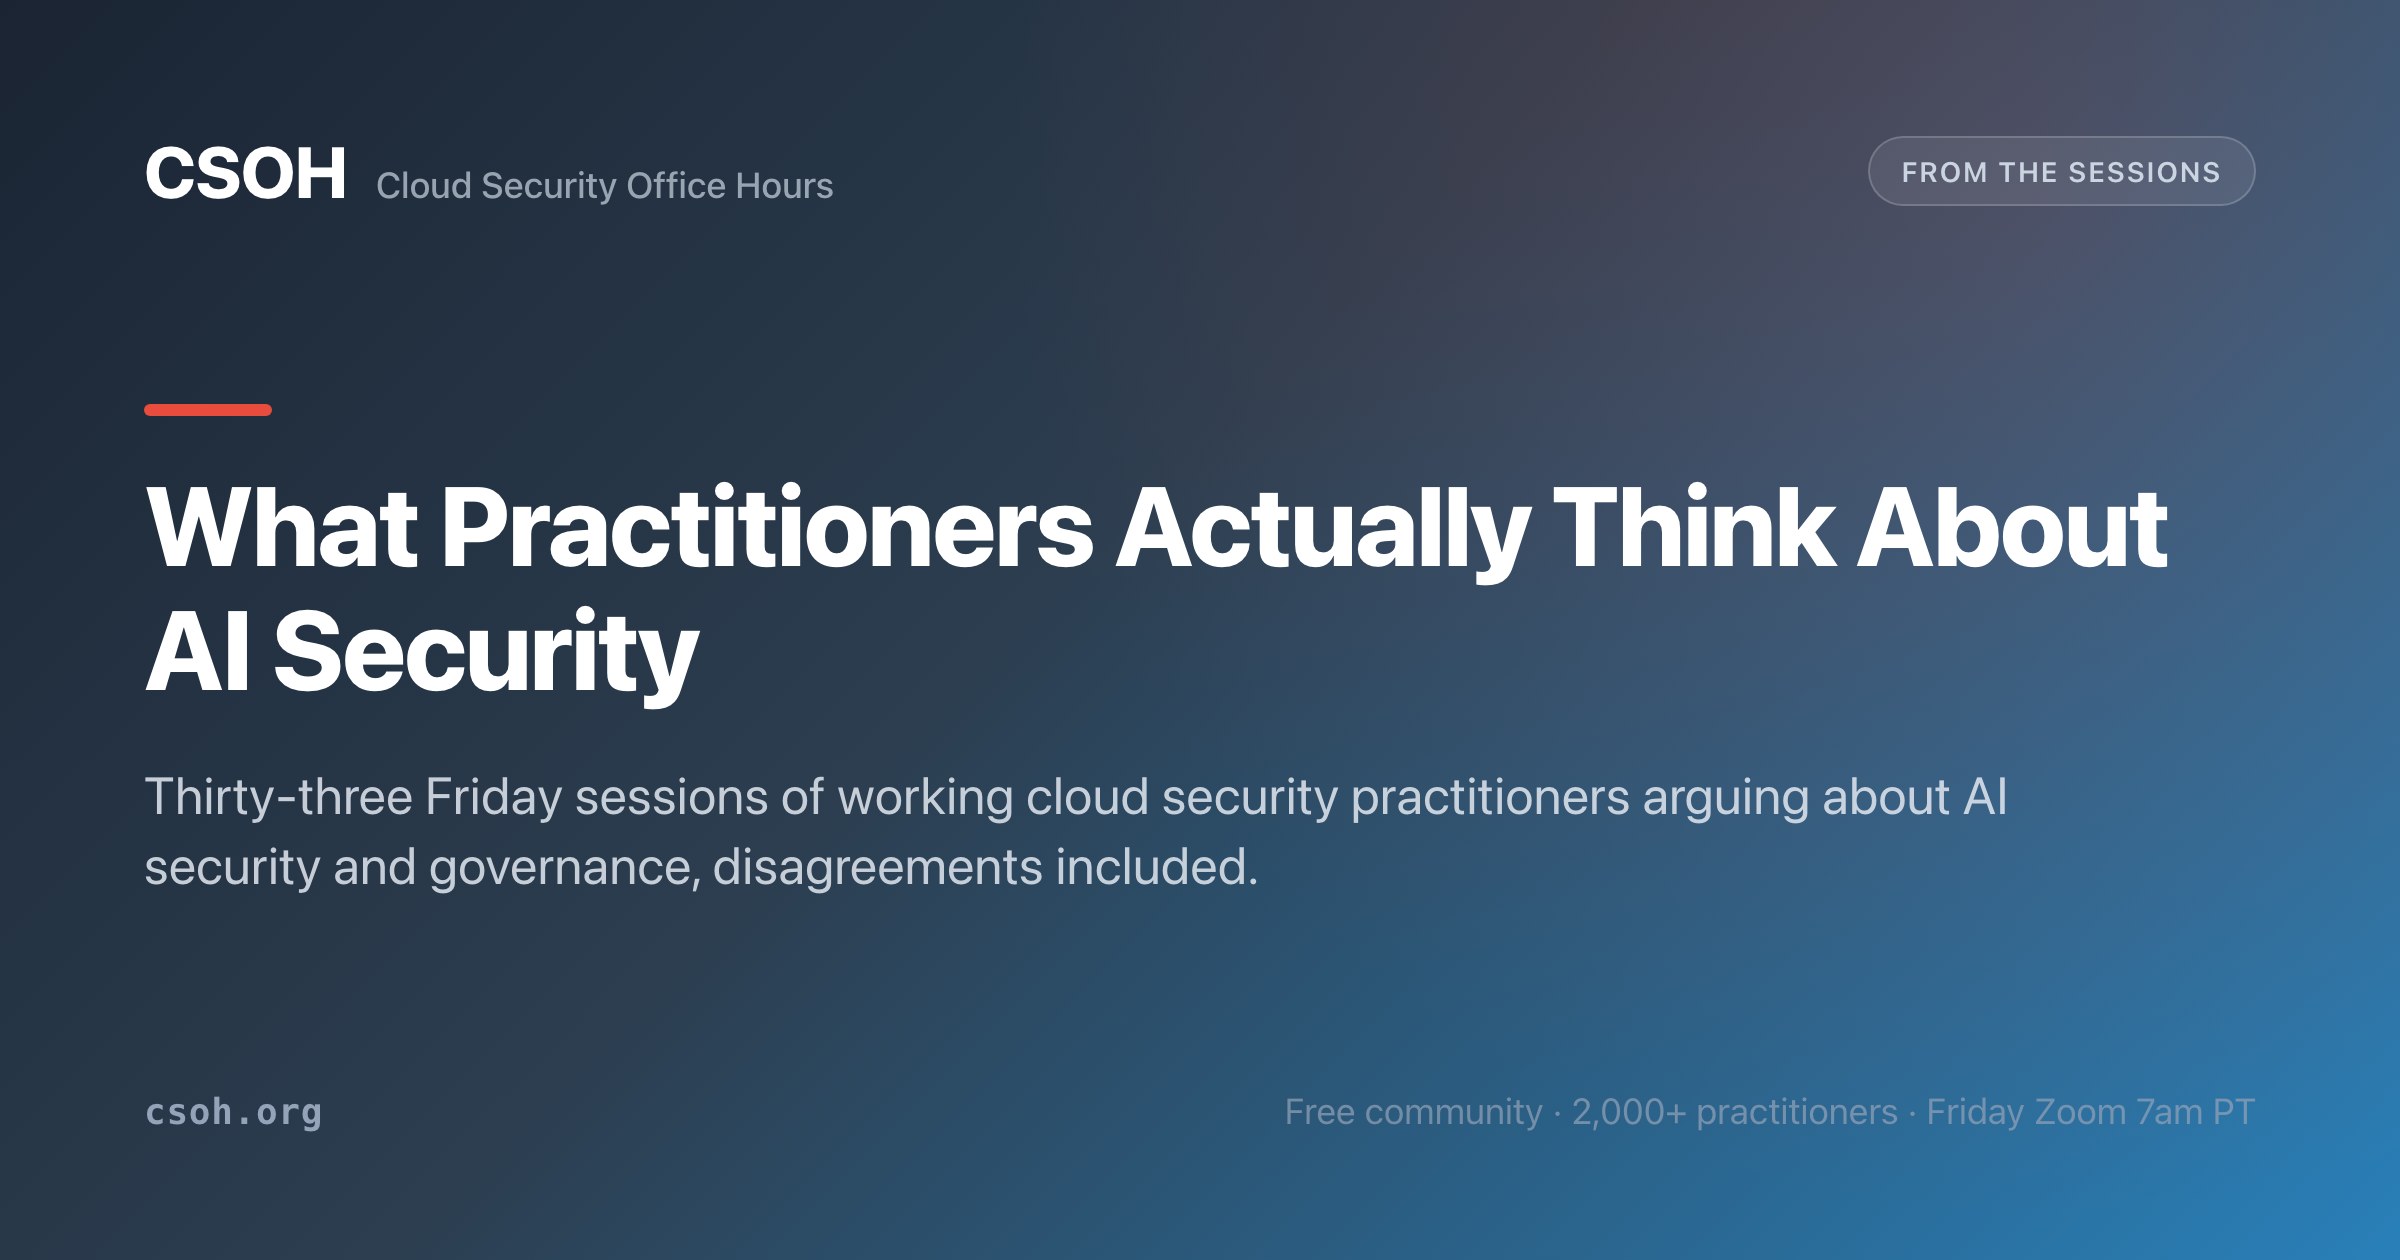 CSOH Cloud Security Office Hours
FROM THE SESSIONS
What Practitioners Actually Think About
AI Security
Thirty-three Friday sessions of working cloud security practitioners arguing about AI
security and governance, disagreements included.
csoh.org
Free community · 2,000+ practitioners · Friday Zoom 7am PT